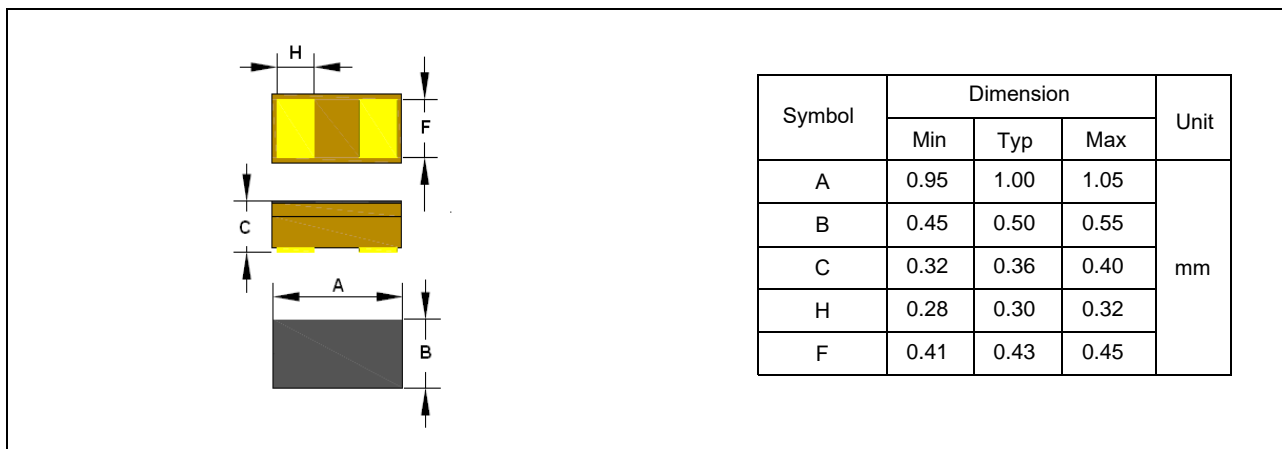 H
F
C
A
B
Symbol Dimension Unit
Min Typ Max
A 0.95 1.00 1.05
B 0.45 0.50 0.55
C 0.32 0.36 0.40 mm
H 0.28 0.30 0.32
F 0.41 0.43 0.45